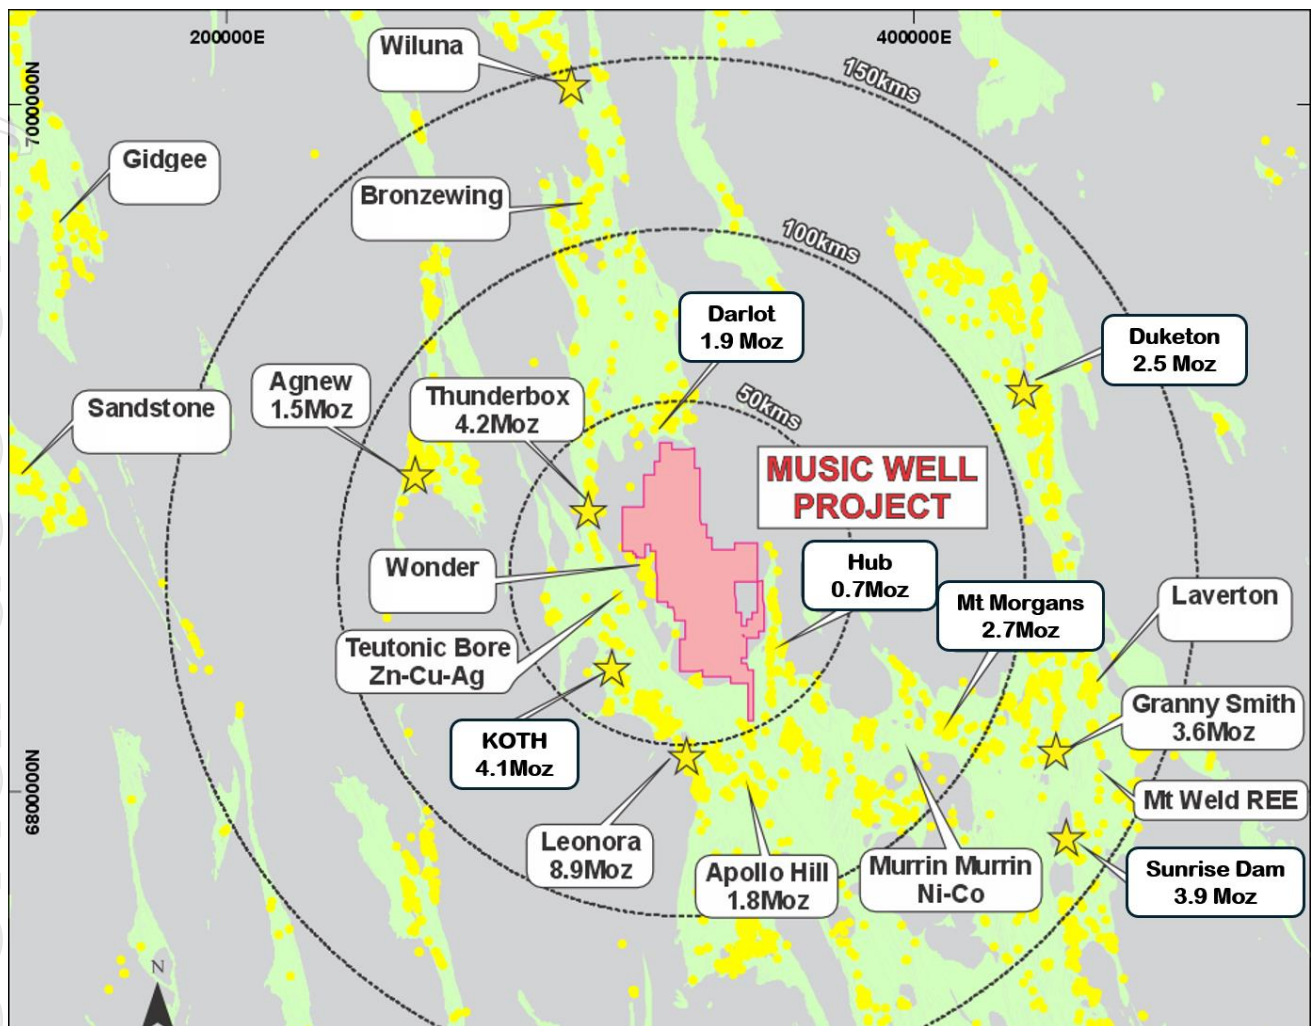 200000E
400000E
7000000N
6800000N
Wiluna
150kms
Gidgee
Bronzewing
100kms
Darlot
1.9 Moz
Duketon
2.5 Moz
Agnew
1.5Moz
Thunderbox
4.2Moz
50kms
Sandstone
MUSIC WELL
PROJECT
Wonder
Hub
0.7Moz
Mt Morgans
2.7Moz
Laverton
Teutonic Bore
Zn-Cu-Ag
Granny Smith
3.6Moz
KOTH
4.1Moz
Mt Weld REE
Leonora
8.9Moz
Apollo Hill
1.8Moz
Murrin Murrin
Ni-Co
Sunrise Dam
3.9 Moz
N